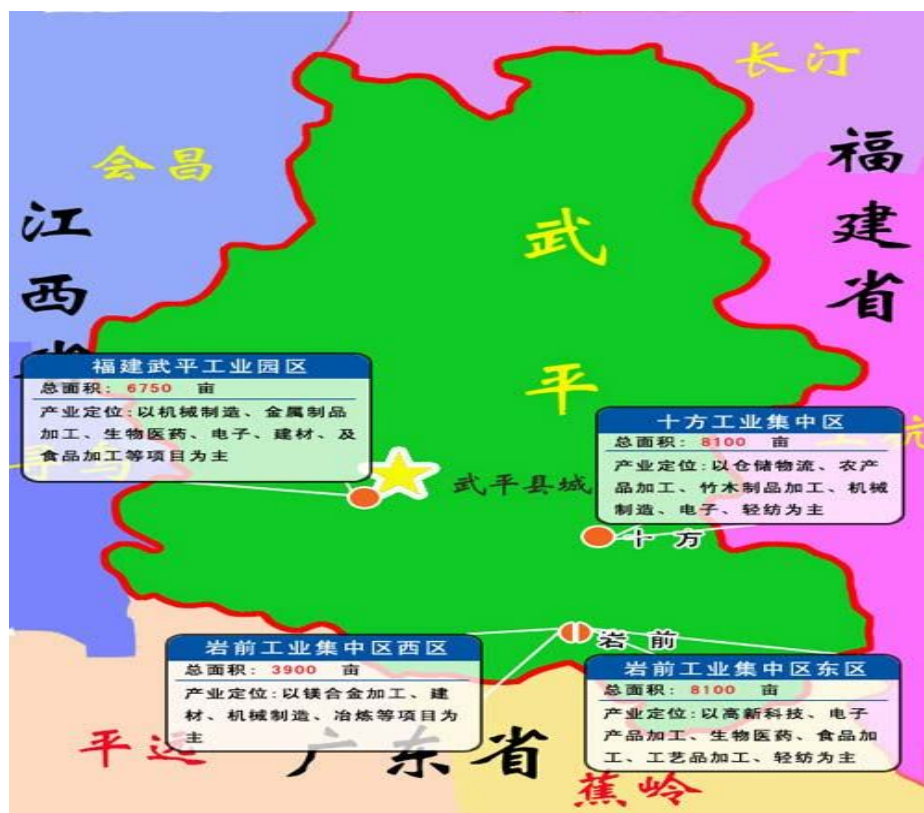 长汀
福建省
会昌
江西省
武平
福建武平工业园区
总面积：6750 亩
产业定位:以机械制造、金属制品
加工、生物医药、电子、建材、及
食品加工等项目为主
十方工业集中区
总面积：8100 亩
产业定位:以仓储物流、农产
品加工、竹木制品加工、机械
制造、电子、轻纺为主
寻乌
上杭
武平县城
十方
岩前
岩前工业集中区西区
总面积：3900 亩
产业定位:以镁合金加工、建
材、机械制造、冶炼等项目为
主
岩前工业集中区东区
总面积：8100 亩
产业定位:以高新科技、电子
产品加工、生物医药、食品加
工、工艺品加工、轻纺为主
平远
广东省
蕉岭